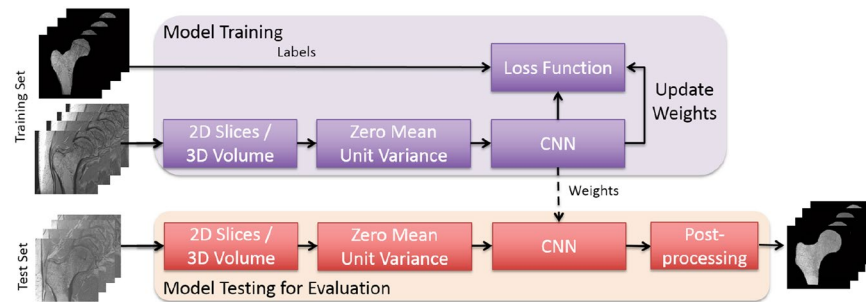 Model Training
Labels
Loss Function
Update
Weights
Training Set
2D Slices /
3D Volume
Zero Mean
Unit Variance
CNN
Weights
Test Set
2D Slices /
3D Volume
Zero Mean
Unit Variance
CNN
Post-
processing
Model Testing for Evaluation